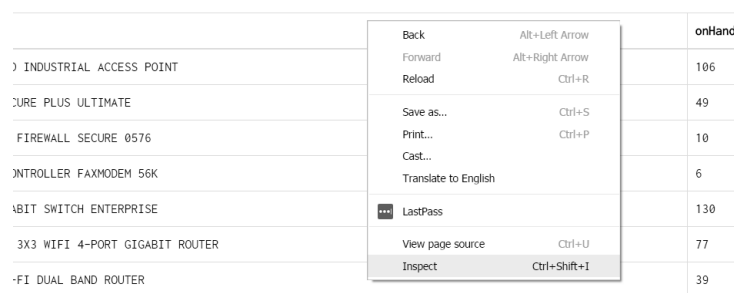 onHand
Back Alt+Left Arrow
Forward Alt+Right Arrow
Reload Ctrl+R
Save as... Ctrl+S
Print... Ctrl+P
Cast...
Translate to English
LastPass
View page source Ctrl+U
Inspect Ctrl+Shift+I
INDUSTRIAL ACCESS POINT 106
PLUS ULTIMATE 49
FIREWALL SECURE 0576 10
FAXMODEM 56K 6
SWITCH ENTERPRISE 130
3X3 WIFI 4-PORT GIGABIT ROUTER 77
DUAL BAND ROUTER 39